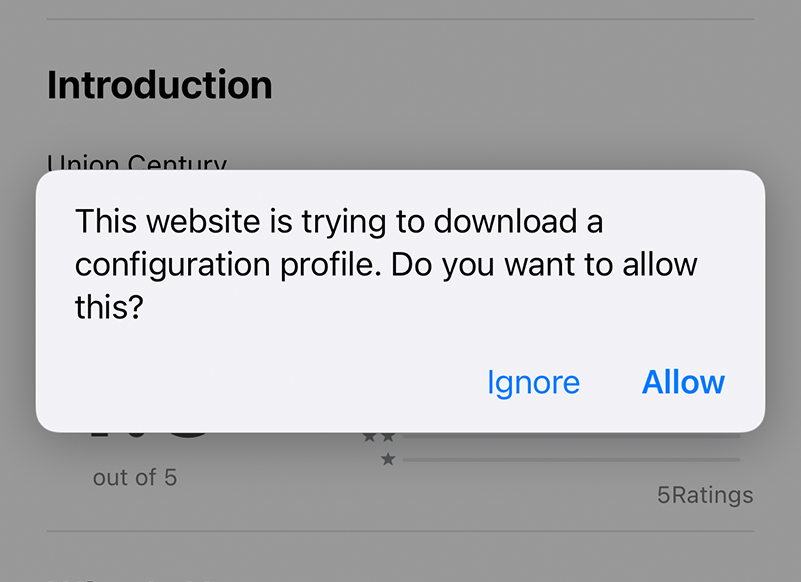 Introduction
Union Century
This website is trying to download a
configuration profile. Do you want to allow
this?
Ignore
Allow
out of 5
5Ratings